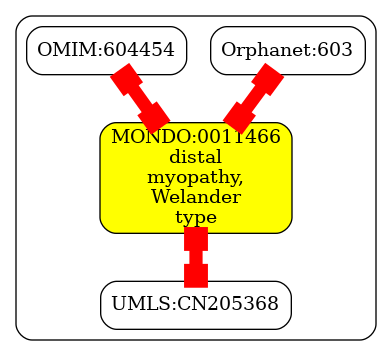 OMIM:604454
Orphanet:603
MONDO:0011466
distal
myopathy,
Welander
type
UMLS:CN205368